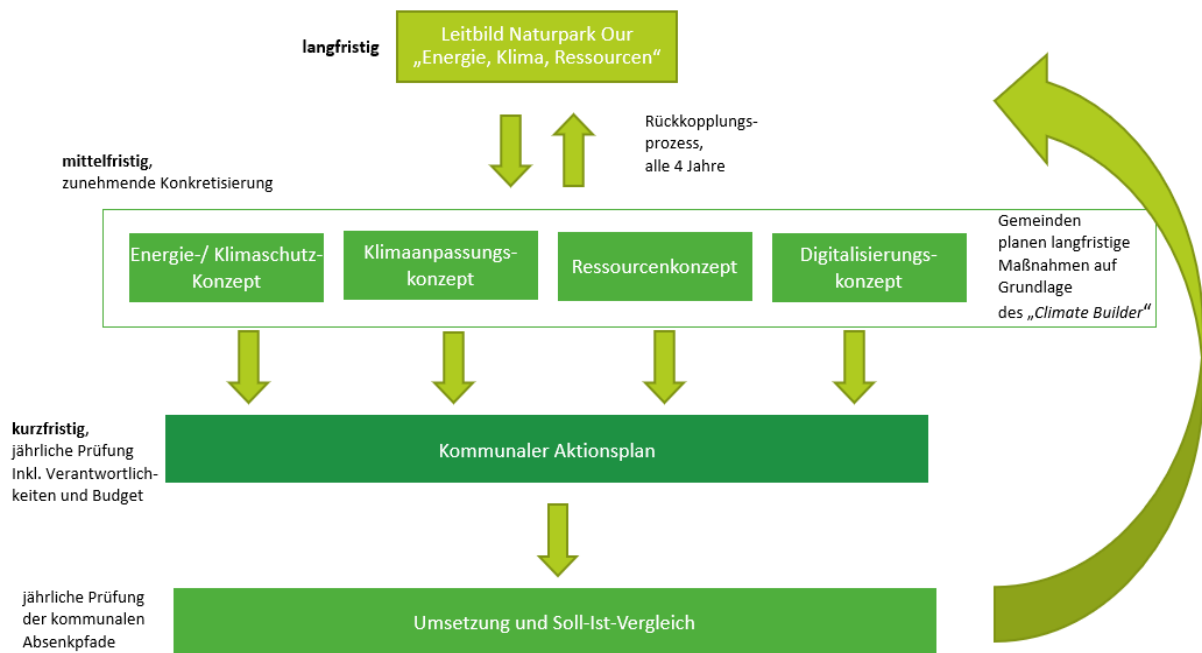 Leitbild Naturpark Our
„Energie, Klima, Ressourcen“
langfristig
Rückkopplungs-
prozess,
alle 4 Jahre
mittelfristig,
zunehmende Konkretisierung
Energie-/ Klimaschutz-
Konzept
Klimaanpassungs-
konzept
Ressourcenkonzept
Digitalisierungs-
konzept
Gemeinden
planen langfristige
Maßnahmen auf
Grundlage
des „Climate Builder“
kurzfristig,
jährliche Prüfung
Inkl. Verantwortlich-
keiten und Budget
Kommunaler Aktionsplan
jährliche Prüfung
der kommunalen
Absenkpfade
Umsetzung und Soll-Ist-Vergleich